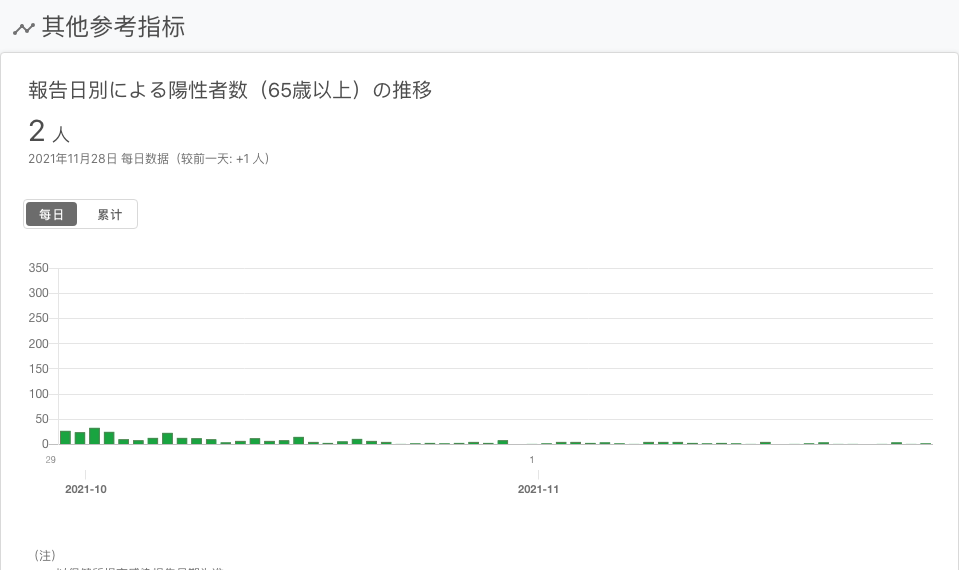 其他参考指标
報告日別による陽性者数（65歳以上）の推移
2 人
2021年11月28日 每日数据（较前一天: +1 人）
每日 累计
350
300
250
200
150
100
50
0
29 1
2021-10 2021-11
（注）